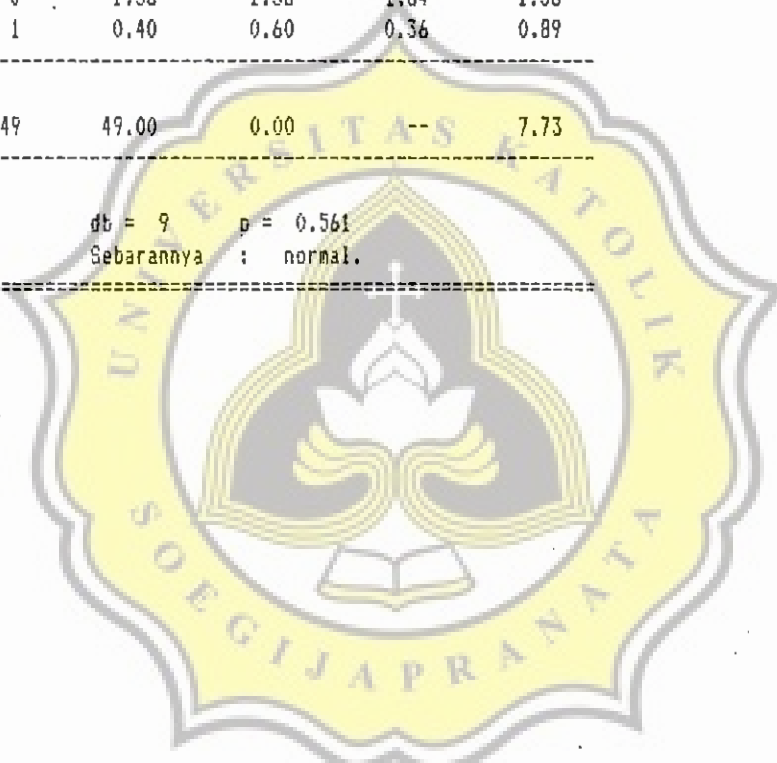 1 0.40 0.60 0.36 0.89
49 49.00 0.00 -- 7.73
db = 9 p = 0.561
Sebarannya : normal.
UNIVERSITAS KATOLIK
SOEGIJAPRANATA